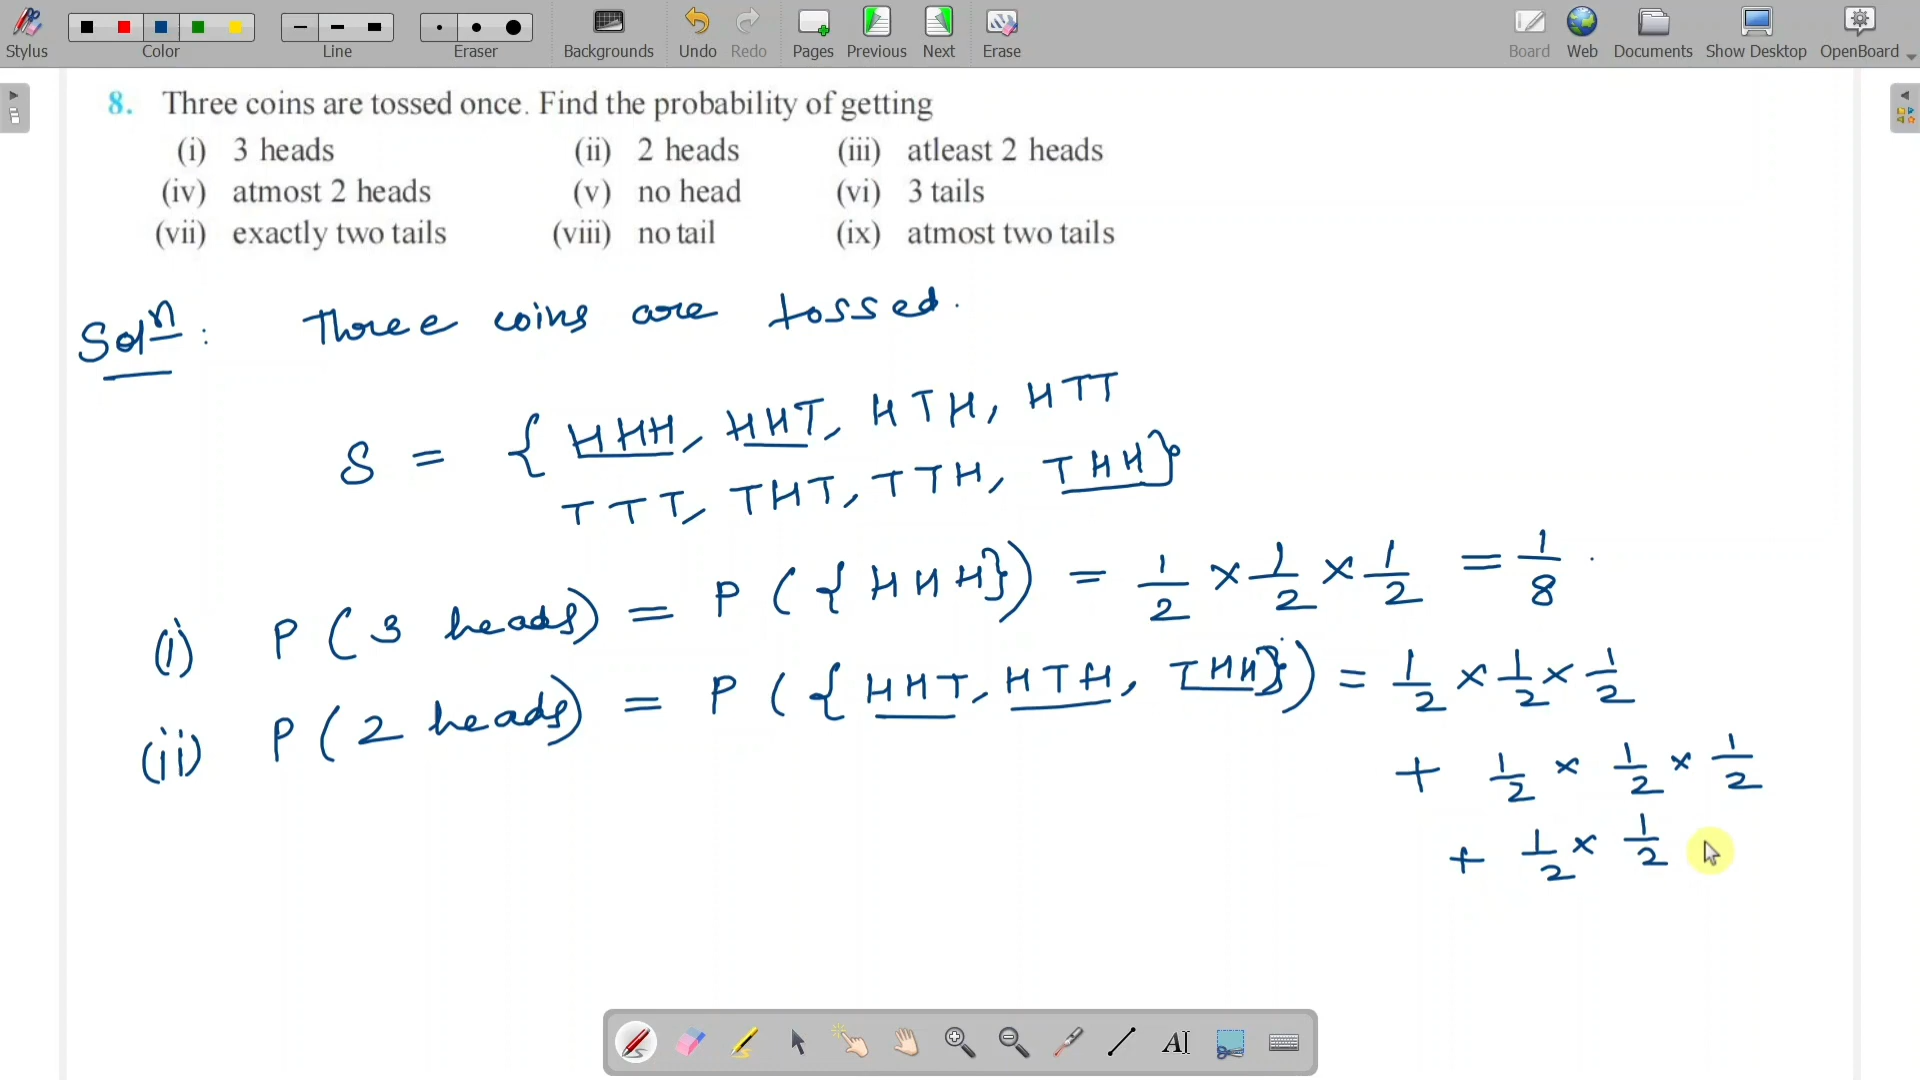 Stylus Color Line Eraser Backgrounds Undo Redo Pages Previous Next Erase Board Web Documents Show Desktop OpenBoard
8. Three coins are tossed once. Find the probability of getting
(i) 3 heads (ii) 2 heads (iii) atleast 2 heads
(iv) atmost 2 heads (v) no head (vi) 3 tails
(vii) exactly two tails (viii) no tail (ix) atmost two tails
Solⁿ : Three coins are tossed.
S = { HHH, HHT, HTH, HTT
TTT, THT, TTH, THH}
(i) P ( 3 heads) = P ( { HHH}) = 1/2 × 1/2 × 1/2 = 1/8 .
(ii) P ( 2 heads) = P ( { HHT, HTH, THH}) = 1/2 × 1/2 × 1/2
+ 1/2 × 1/2 × 1/2
+ 1/2 × 1/2
AI